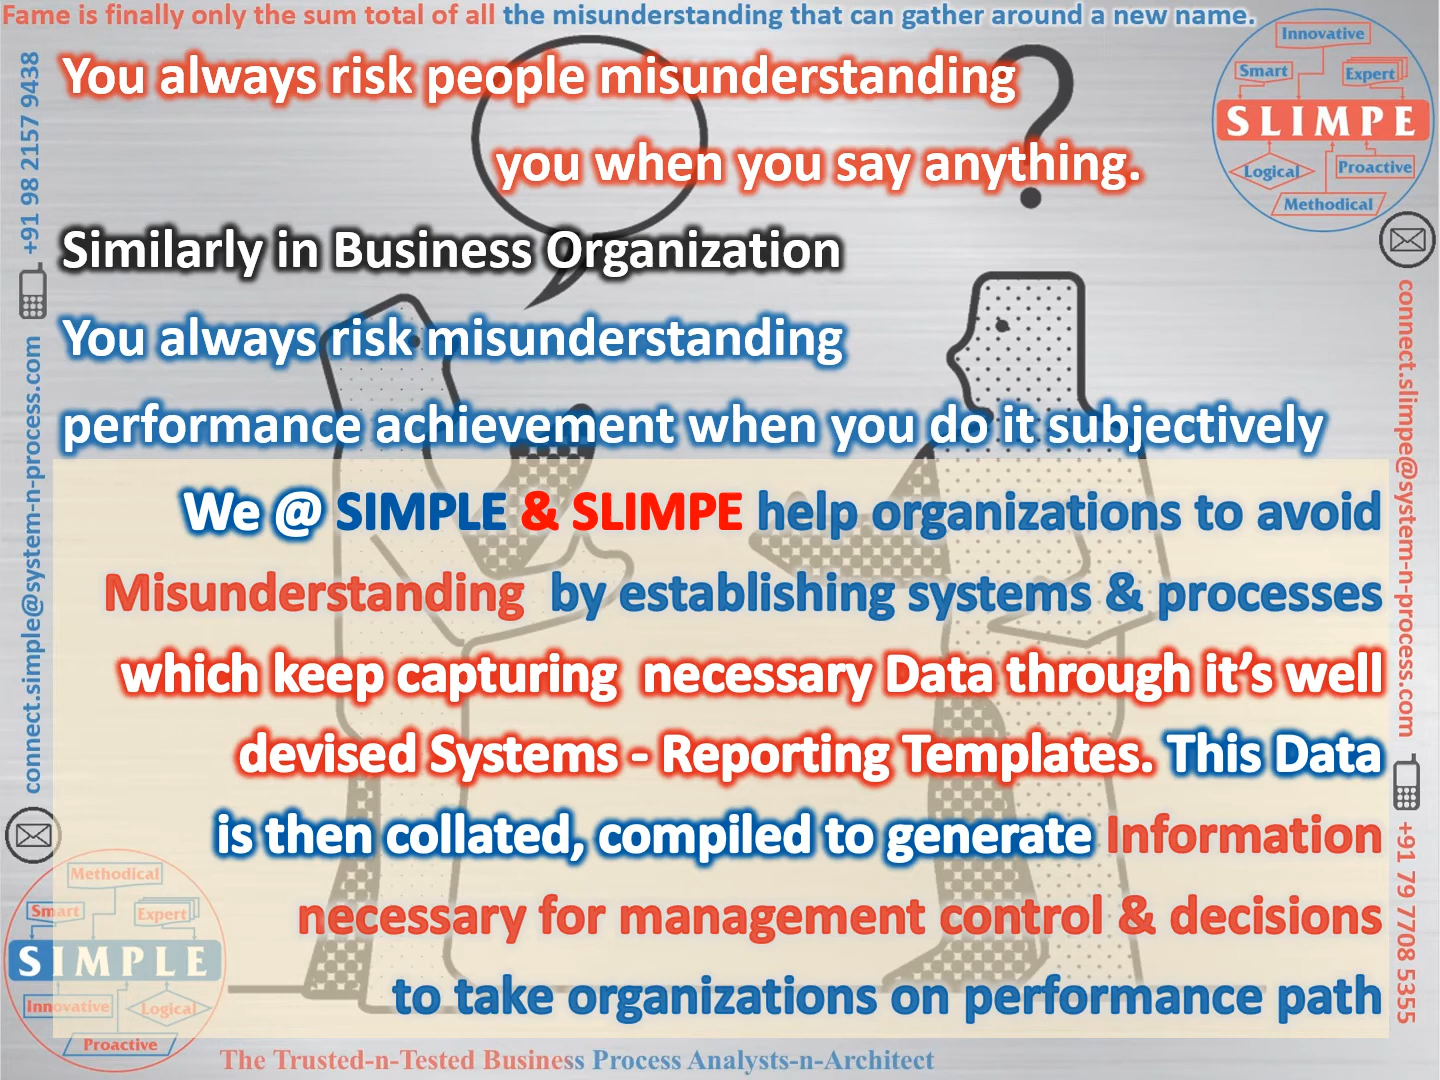 Fame is finally only the sum total of all the misunderstanding that can gather around a new name.
You always risk people misunderstanding
you when you say anything.
Similarly in Business Organization
You always risk misunderstanding
performance achievement when you do it subjectively
We @ SIMPLE & SLIMPE help organizations to avoid
Misunderstanding by establishing systems & processes
which keep capturing necessary Data through it's well
devised Systems - Reporting Templates. This Data
is then collated, compiled to generate Information
necessary for management control & decisions
to take organizations on performance path
The Trusted-n-Tested Business Process Analysts-n-Architect
+91 98 2157 9438
connect.simple@system-n-process.com
connect.slimpe@system-n-process.com
+91 79 7708 5355
Innovative
Smart
Expert
SLIMPE
Logical
Proactive
Methodical
Methodical
Smart
Expert
SIMPLE
Innovative
Logical
Proactive
?